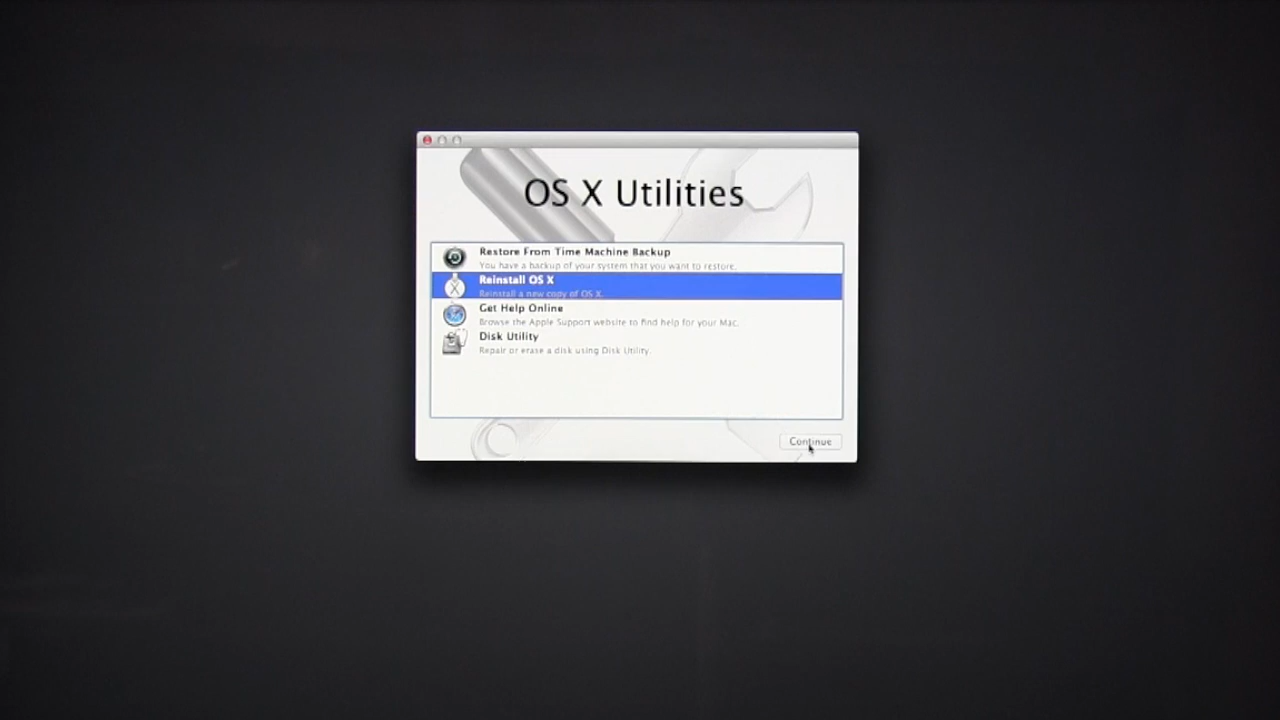 OS X Utilities
Restore From Time Machine Backup
You have a backup of your system that you want to restore.
Reinstall OS X
Reinstall a new copy of OS X.
Get Help Online
Browse the Apple Support website to find help for your Mac.
Disk Utility
Repair or erase a disk using Disk Utility.
Continue